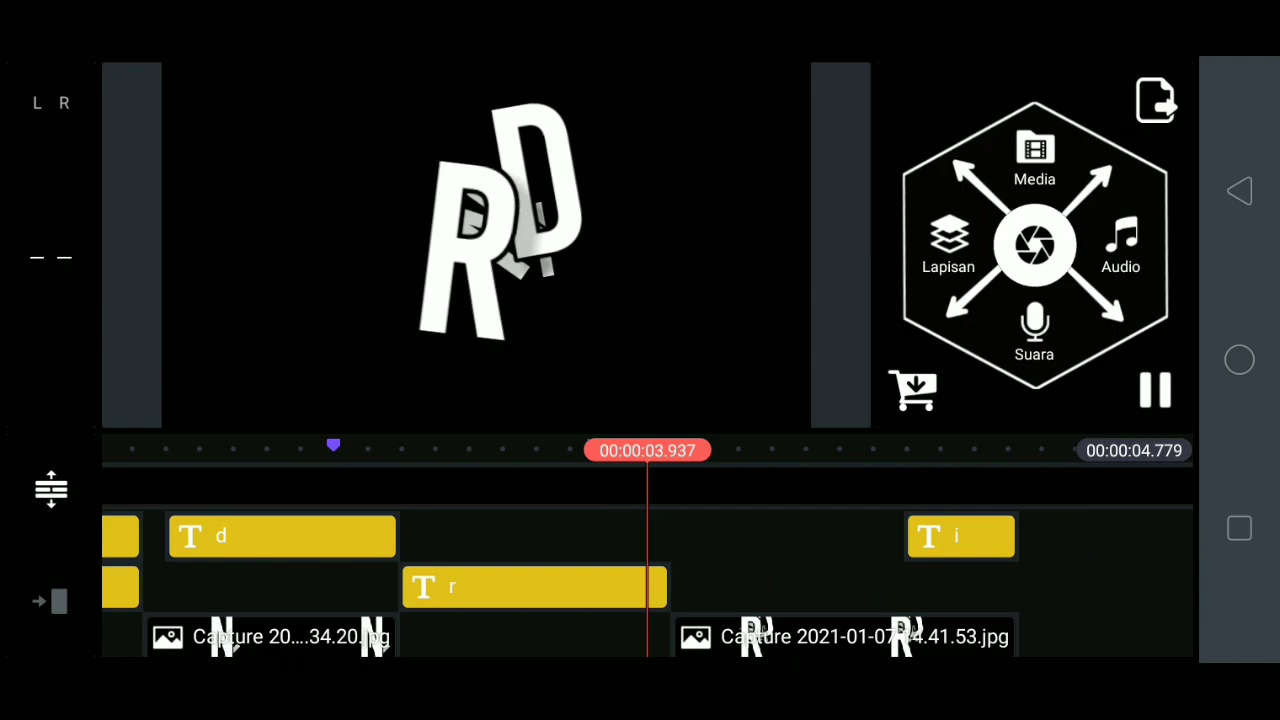 L R
RD
Media
Lapisan
Audio
Suara
00:00:03.937
00:00:04.779
T d
T i
T r
Capture 20....34.20.jpg
Capture 2021-01-07 14.41.53.jpg